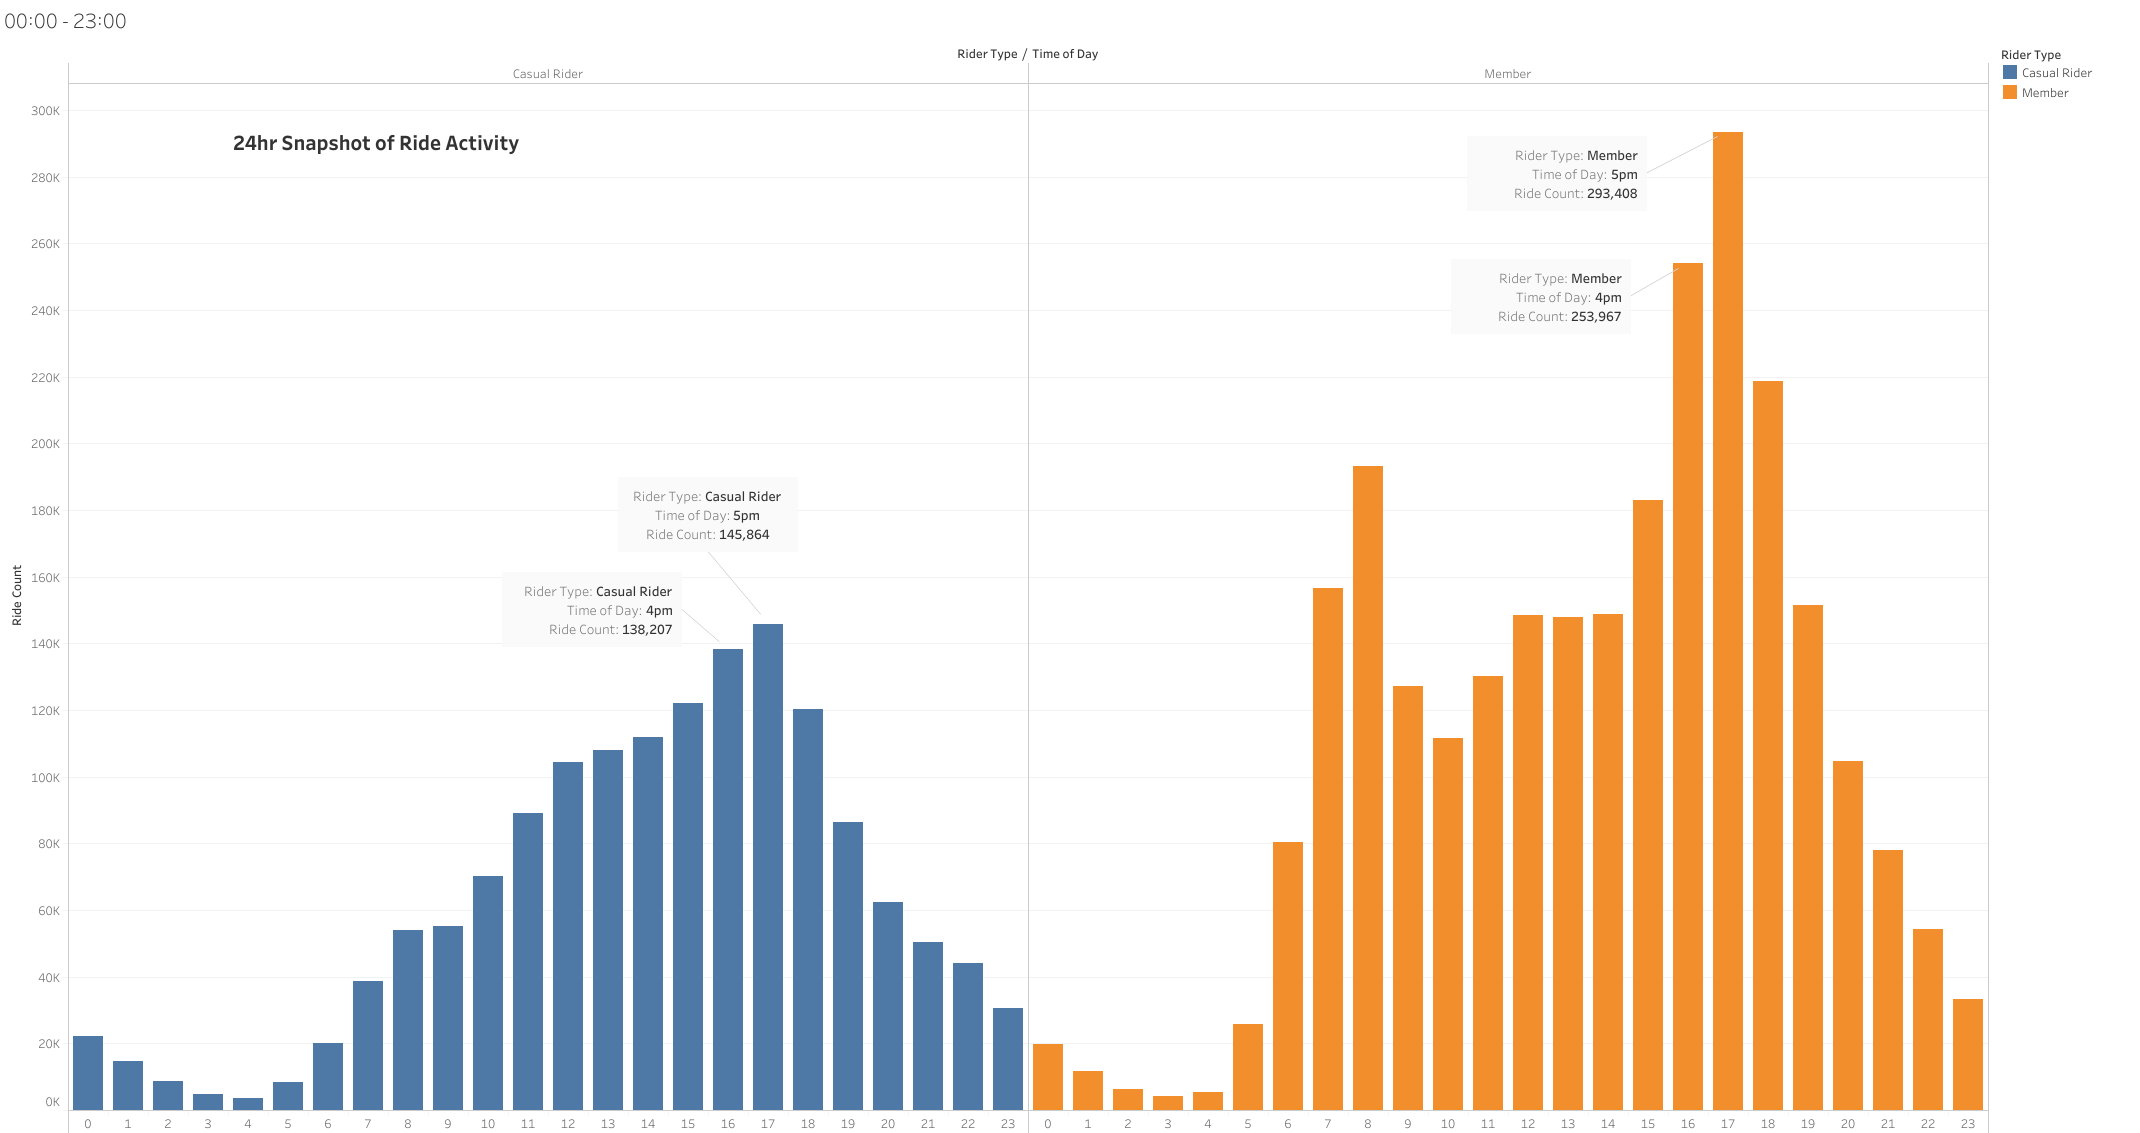 00:00 - 23:00
Rider Type / Time of Day
Casual Rider
Member
Rider Type
Casual Rider
Member
24hr Snapshot of Ride Activity
Ride Count
300K
280K
260K
240K
220K
200K
180K
160K
140K
120K
100K
80K
60K
40K
20K
0K
Rider Type: Casual Rider
Time of Day: 5pm
Ride Count: 145,864
Rider Type: Casual Rider
Time of Day: 4pm
Ride Count: 138,207
Rider Type: Member
Time of Day: 5pm
Ride Count: 293,408
Rider Type: Member
Time of Day: 4pm
Ride Count: 253,967
0 1 2 3 4 5 6 7 8 9 10 11 12 13 14 15 16 17 18 19 20 21 22 23
0 1 2 3 4 5 6 7 8 9 10 11 12 13 14 15 16 17 18 19 20 21 22 23